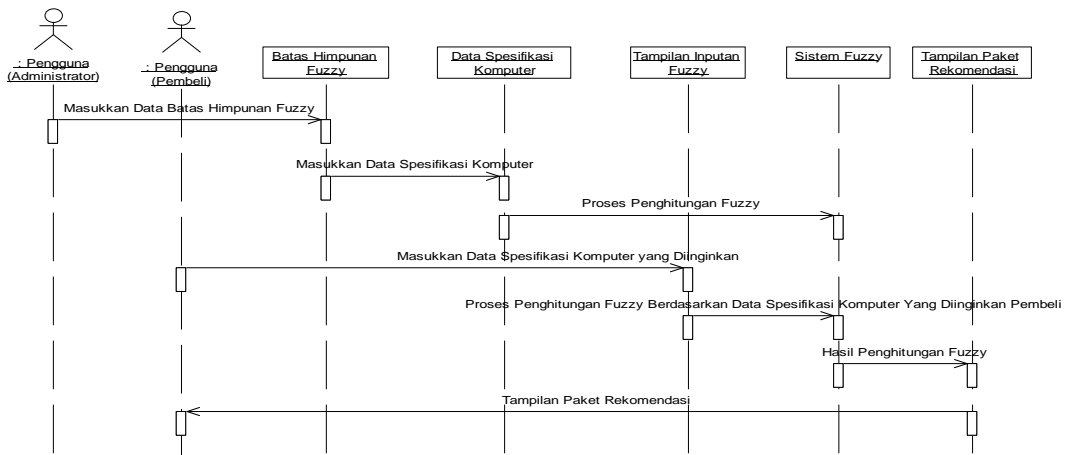 : Pengguna
(Administrator)
: Pengguna
(Pembeli)
Batas Himpunan
Fuzzy
Data Spesifikasi
Komputer
Tampilan Inputan
Fuzzy
Sistem Fuzzy
Tampilan Paket
Rekomendasi
Masukkan Data Batas Himpunan Fuzzy
Masukkan Data Spesifikasi Komputer
Proses Penghitungan Fuzzy
Masukkan Data Spesifikasi Komputer yang Diinginkan
Proses Penghitungan Fuzzy Berdasarkan Data Spesifikasi Komputer Yang Diinginkan Pembeli
Hasil Penghitungan Fuzzy
Tampilan Paket Rekomendasi